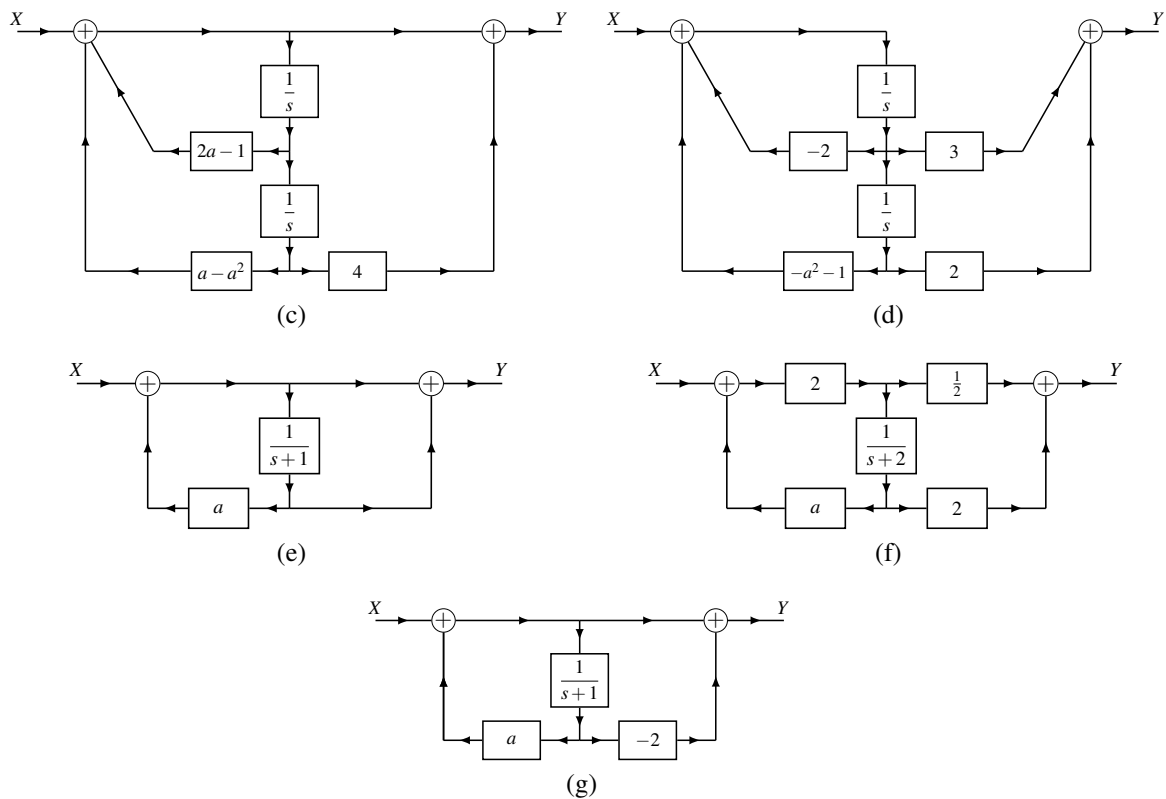 X + + Y
1
s
2a − 1
1
s
a − a² 4
(c)
X + + Y
1
s
−2 3
1
s
−a² − 1 2
(d)
X + + Y
1
s + 1
a
(e)
X + 2 1/2 + Y
1
s + 2
a 2
(f)
X + + Y
1
s + 1
a −2
(g)